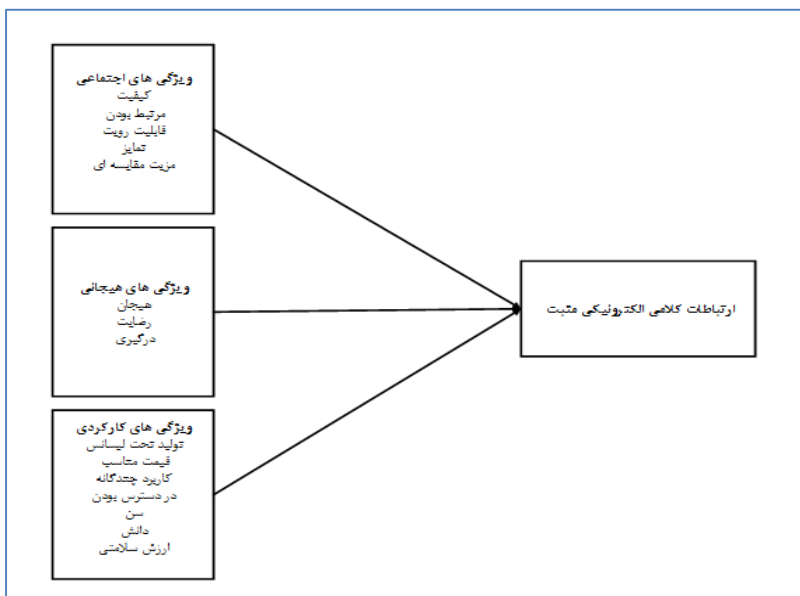 ویژگی های اجتماعی
کیفیت
مرتبط بودن
قابلیت رویت
تمایز
مزیت مقایسه ای
ویژگی های هیجانی
هیجان
رضایت
درگیری
ارتباطات کلامی الکترونیکی مثبت
ویژگی های کارکردی
تولید تحت لیسانس
قیمت مناسب
کاربرد چندگانه
در دسترس بودن
سن
دانش
ارزش سلامتی